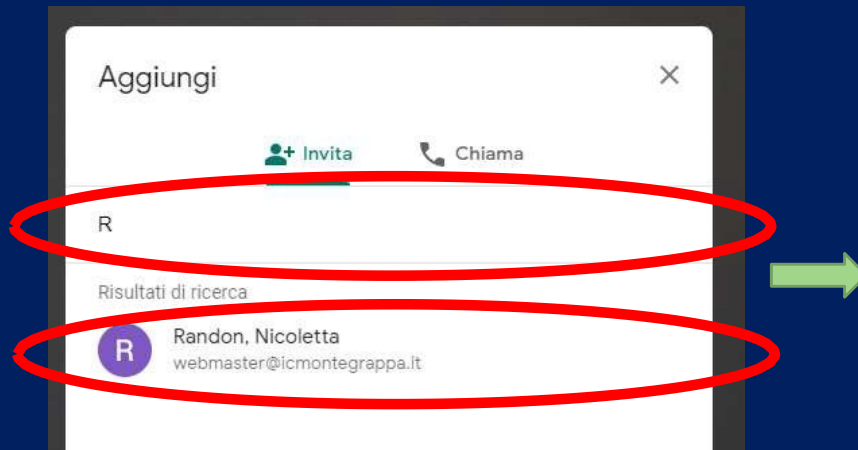 Aggiungi
Invita Chiama
R
Risultati di ricerca
R Randon, Nicoletta
webmaster@icmontegrappa.it